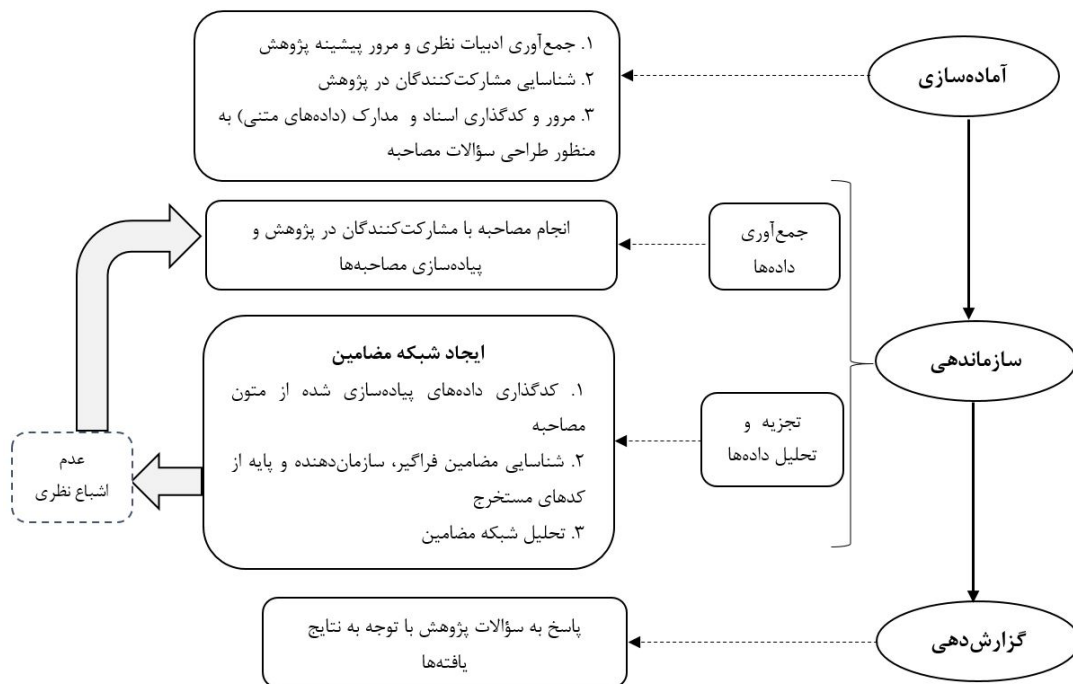 آماده‌سازی
۱. جمع‌آوری ادبیات نظری و مرور پیشینه پژوهش
۲. شناسایی مشارکت‌کنندگان در پژوهش
۳. مرور و کدگذاری اسناد و مدارک (داده‌های متنی) به
منظور طراحی سؤالات مصاحبه
سازماندهی
جمع‌آوری
داده‌ها
انجام مصاحبه با مشارکت‌کنندگان در پژوهش و
پیاده‌سازی مصاحبه‌ها
تجزیه و
تحلیل داده‌ها
ایجاد شبکه مضامین
۱. کدگذاری داده‌های پیاده‌سازی شده از متون
مصاحبه
۲. شناسایی مضامین فراگیر، سازمان‌دهنده و پایه از
کدهای مستخرج
۳. تحلیل شبکه مضامین
عدم
اشباع نظری
گزارش‌دهی
پاسخ به سؤالات پژوهش با توجه به نتایج
یافته‌ها